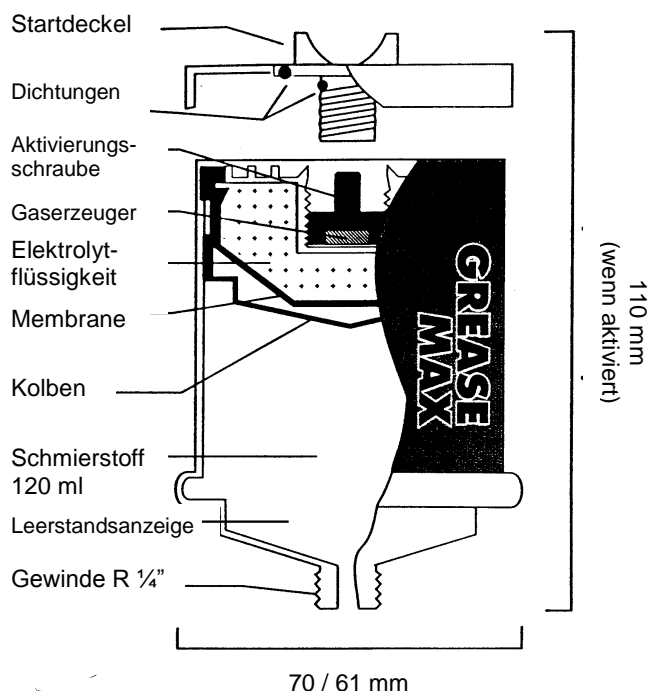 Startdeckel
Dichtungen
Aktivierungs-
schraube
Gaserzeuger
Elektrolyt-
flüssigkeit
Membrane
Kolben
Schmierstoff
120 ml
Leerstandsanzeige
Gewinde R ¼”
GREASE
MAX
110 mm
(wenn aktiviert)
70 / 61 mm